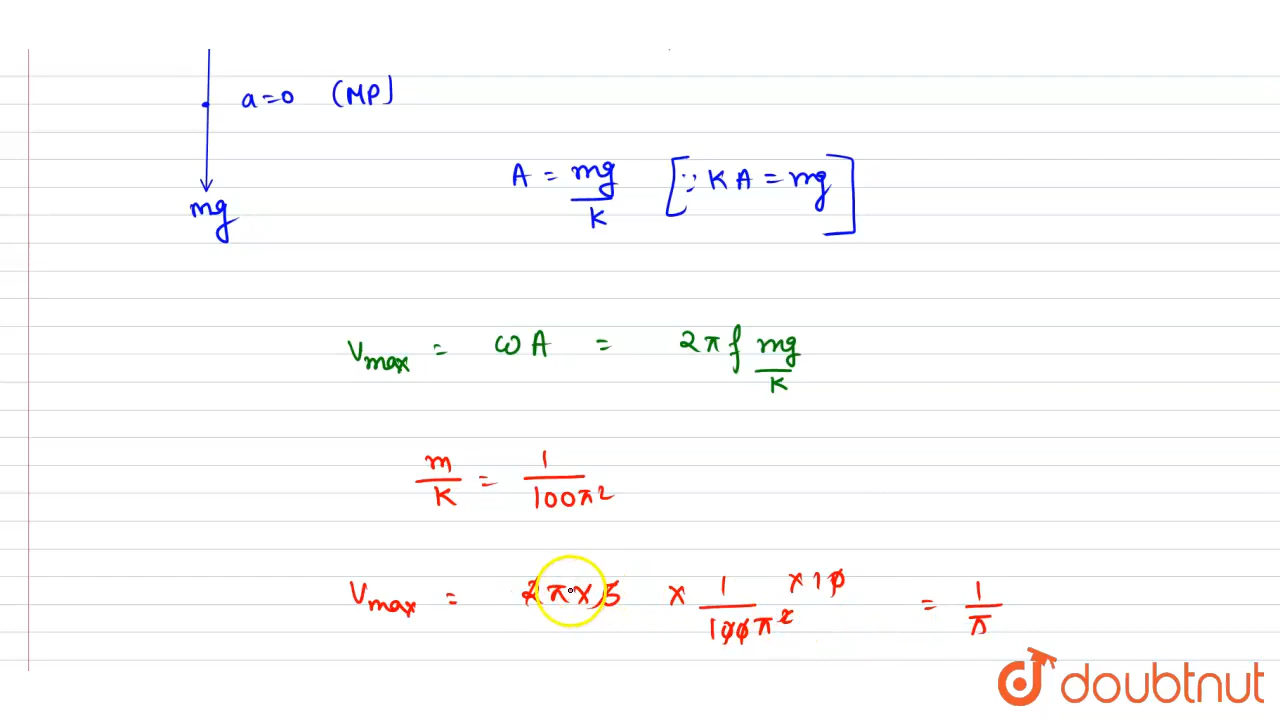 a=0 (MP)
A = mg/K [∵ KA = mg]
mg
Vmax = ωA = 2πf mg/K
m/K = 1/100π²
Vmax = 2π×5 × 1/100π² ×10 = 1/π
doubtnut